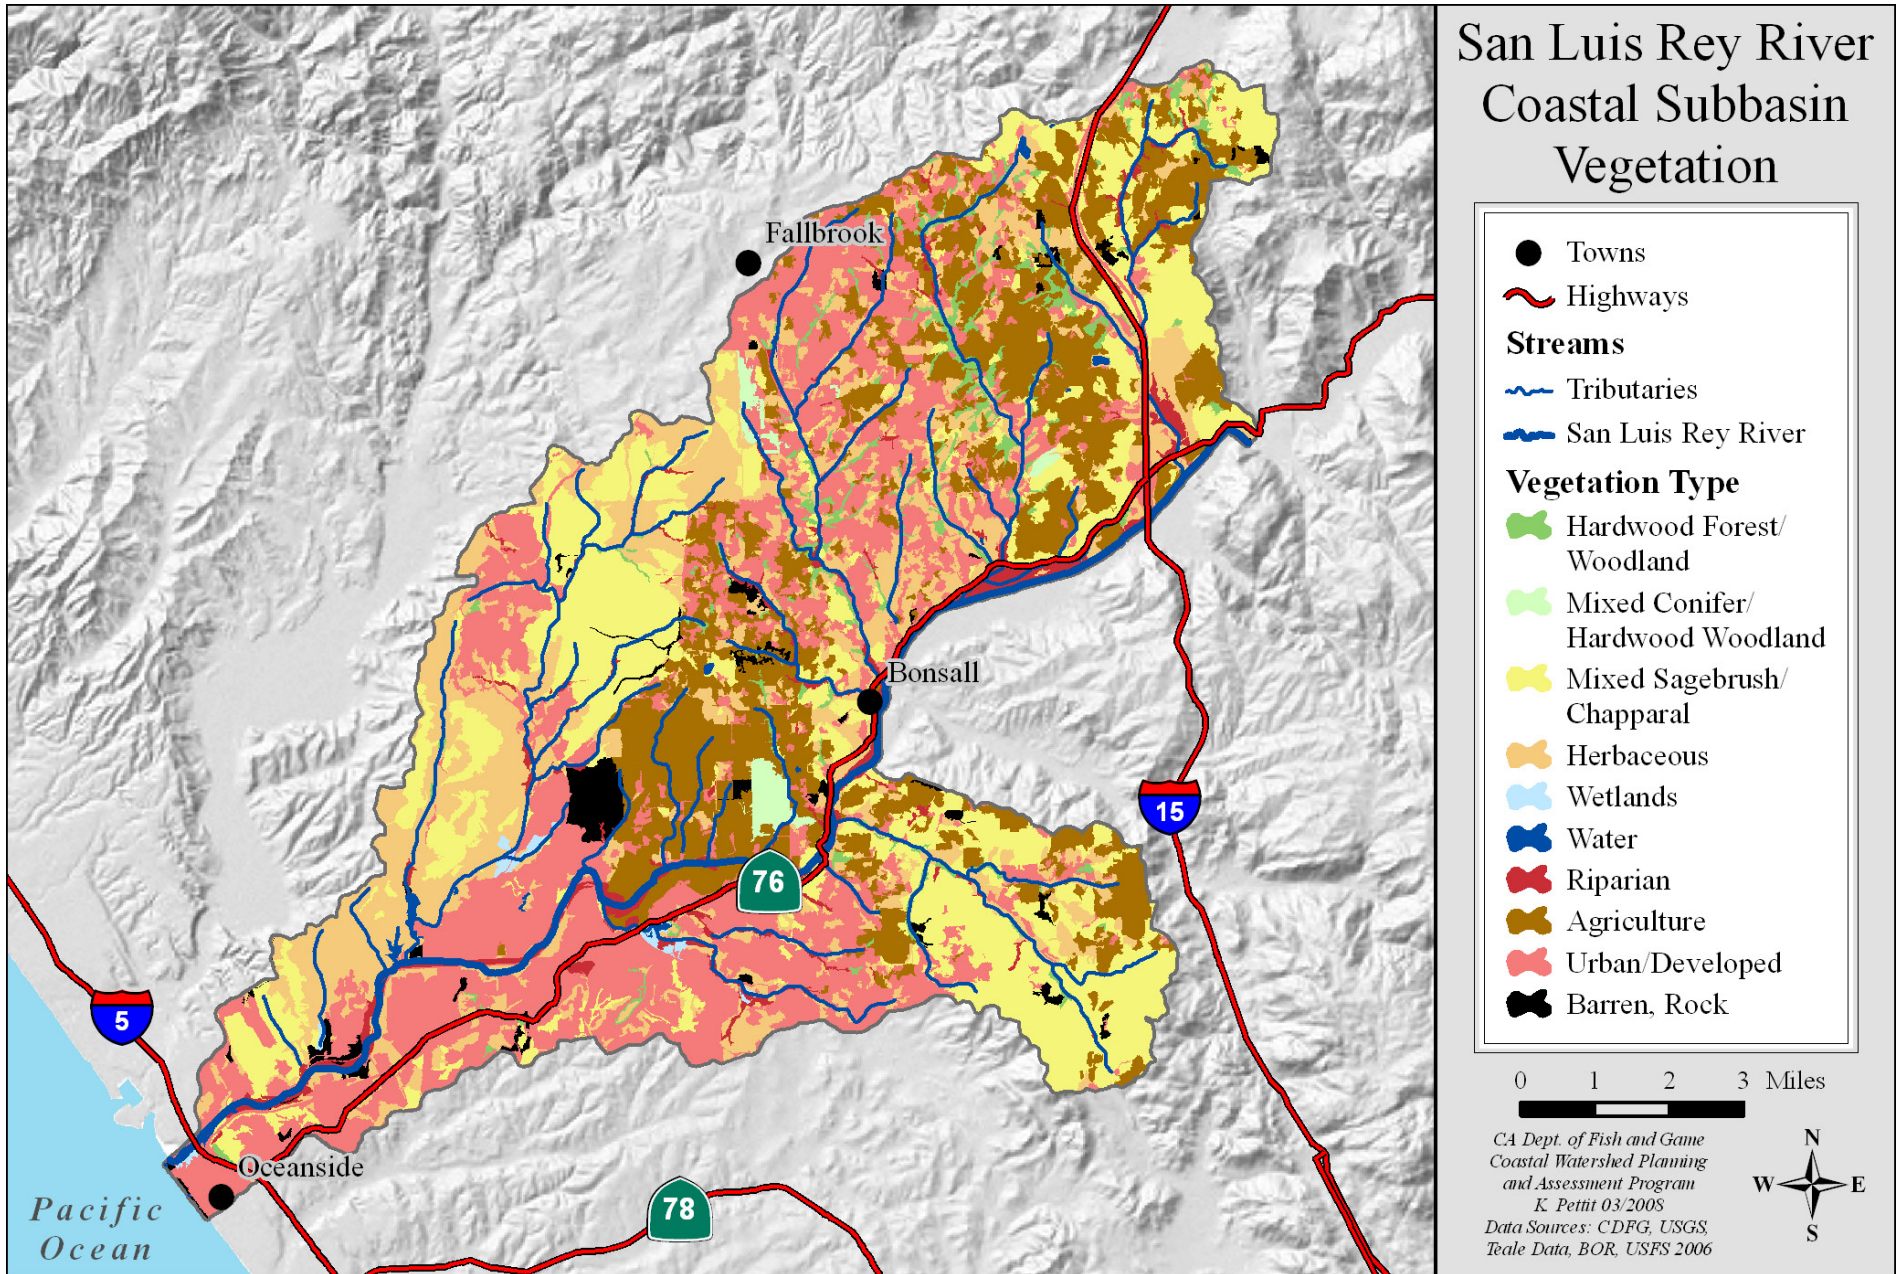 San Luis Rey River
Coastal Subbasin
Vegetation
Towns
Highways
Streams
Tributaries
San Luis Rey River
Vegetation Type
Hardwood Forest/
Woodland
Mixed Conifer/
Hardwood Woodland
Mixed Sagebrush/
Chapparal
Herbaceous
Wetlands
Water
Riparian
Agriculture
Urban/Developed
Barren, Rock
0 1 2 3 Miles
CA Dept. of Fish and Game
Coastal Watershed Planning
and Assessment Program
K. Pettit 03/2008
Data Sources: CDFG, USGS,
Teale Data, BOR, USFS 2006
N
W E
S
Fallbrook
Bonsall
15
76
5
Oceanside
78
Pacific
Ocean